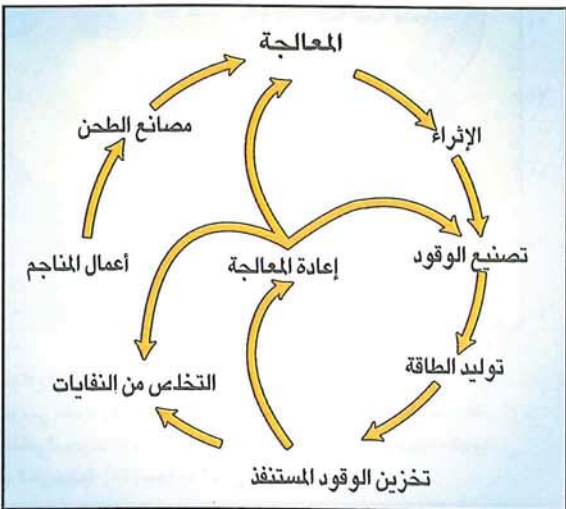 المعالجة
مصانع الطحن
الإثراء
تصنيع الوقود
إعادة المعالجة
أعمال المناجم
توليد الطاقة
التخلص من النفايات
تخزين الوقود المستنفذ